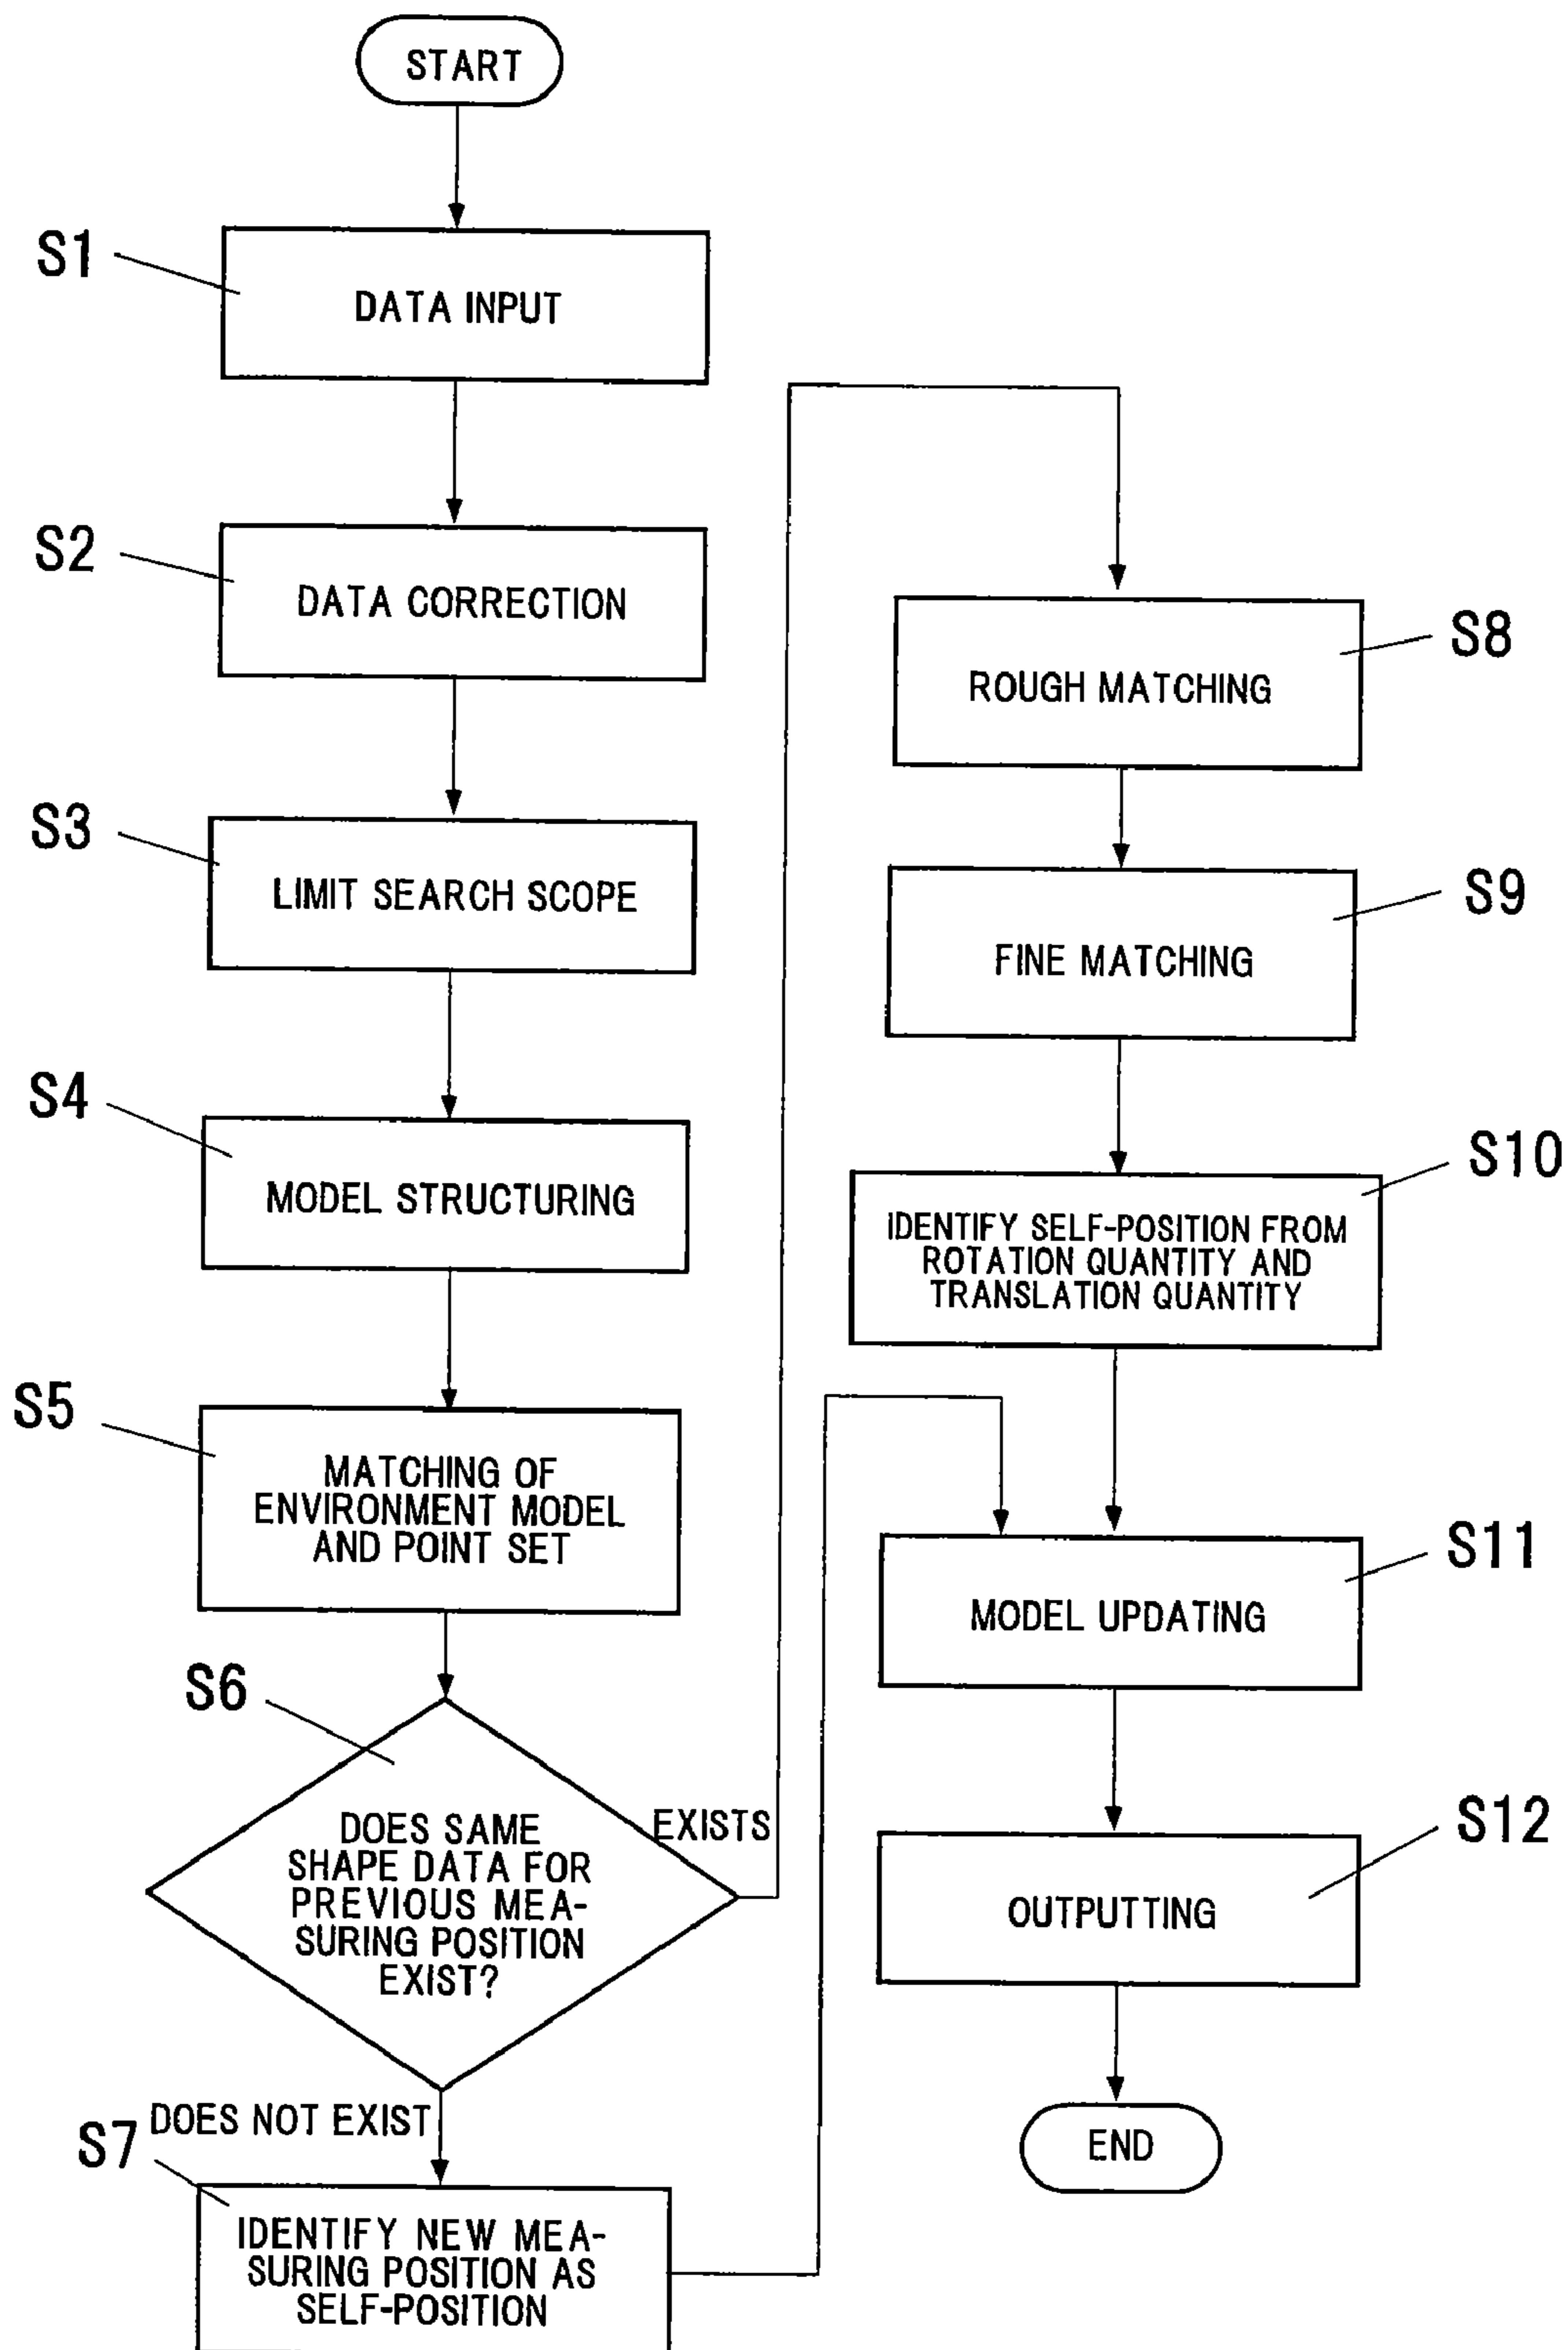 START
S1
DATA INPUT
S2
DATA CORRECTION
S3
LIMIT SEARCH SCOPE
S4
MODEL STRUCTURING
S5
MATCHING OF
ENVIRONMENT MODEL
AND POINT SET
S6
DOES SAME
SHAPE DATA FOR
PREVIOUS MEA-
SURING POSITION
EXIST?
EXISTS
DOES NOT EXIST
S7
IDENTIFY NEW MEA-
SURING POSITION AS
SELF-POSITION
S8
ROUGH MATCHING
S9
FINE MATCHING
S10
IDENTIFY SELF-POSITION FROM
ROTATION QUANTITY AND
TRANSLATION QUANTITY
S11
MODEL UPDATING
S12
OUTPUTTING
END